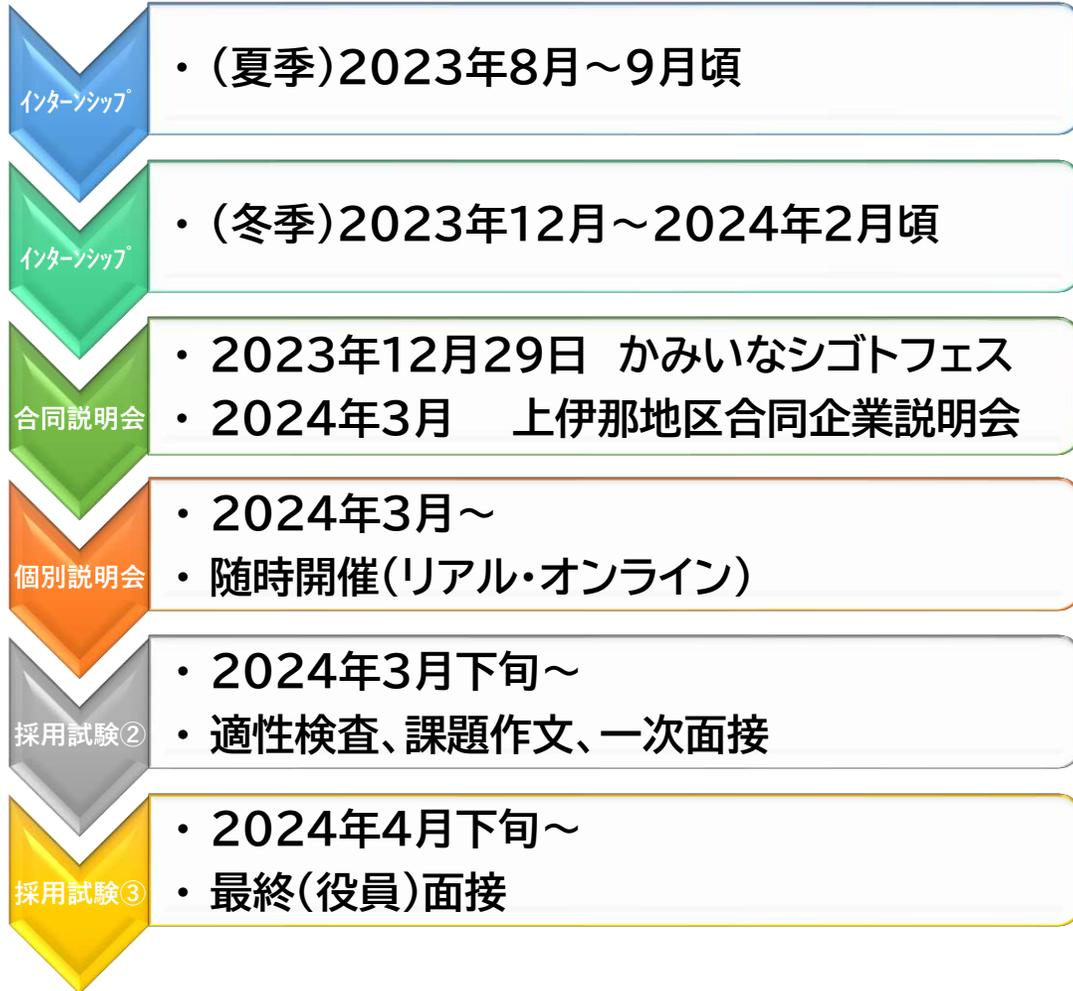 インターンシップ
・(夏季)2023年8月~9月頃
インターンシップ
・(冬季)2023年12月~2024年2月頃
合同説明会
・2023年12月29日 かみいなシゴトフェス
・2024年3月 上伊那地区合同企業説明会
個別説明会
・2024年3月~
・随時開催(リアル・オンライン)
採用試験②
・2024年3月下旬~
・適性検査、課題作文、一次面接
採用試験③
・2024年4月下旬~
・最終(役員)面接